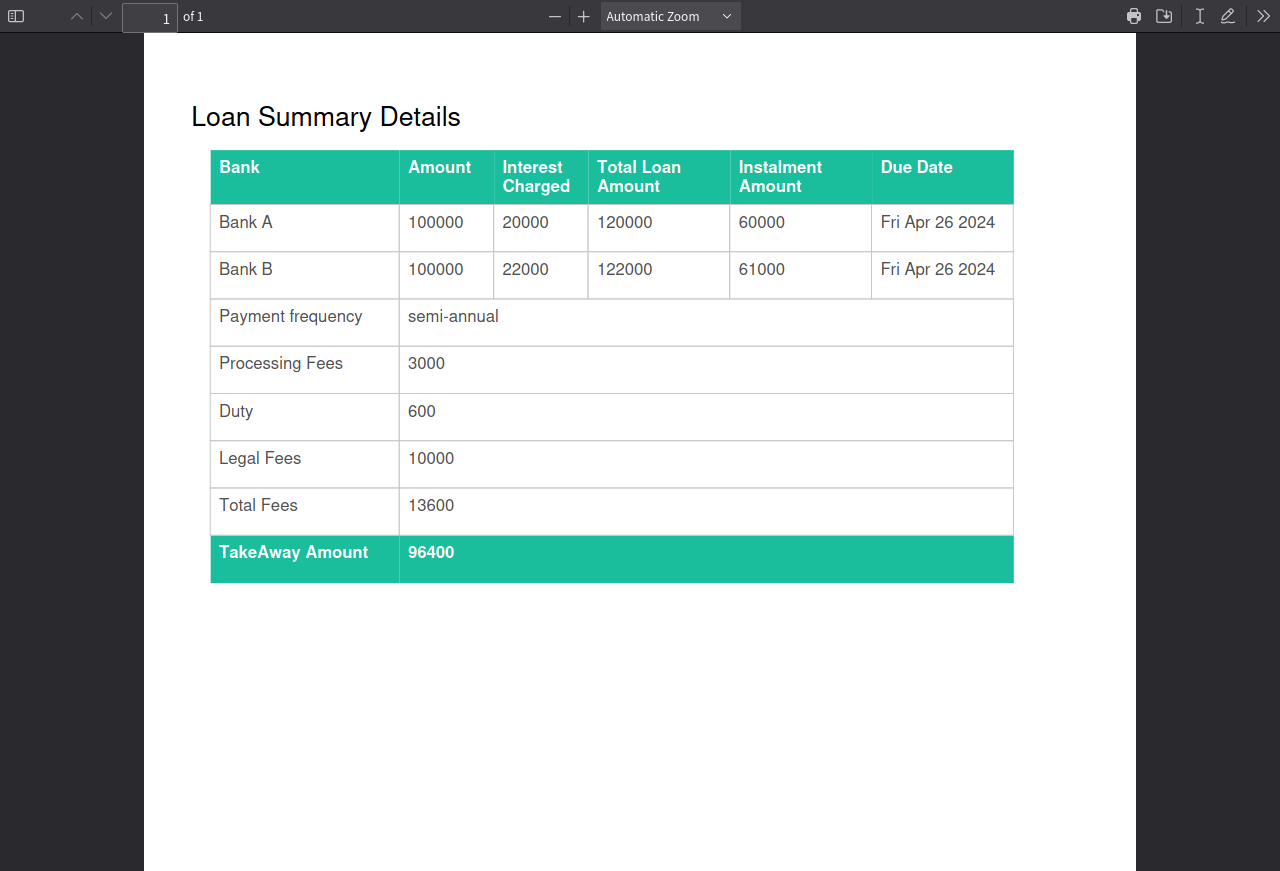 1 of 1 Automatic Zoom
Loan Summary Details
Bank Amount Interest Charged Total Loan Amount Instalment Amount Due Date
Bank A 100000 20000 120000 60000 Fri Apr 26 2024
Bank B 100000 22000 122000 61000 Fri Apr 26 2024
Payment frequency semi-annual
Processing Fees 3000
Duty 600
Legal Fees 10000
Total Fees 13600
TakeAway Amount 96400